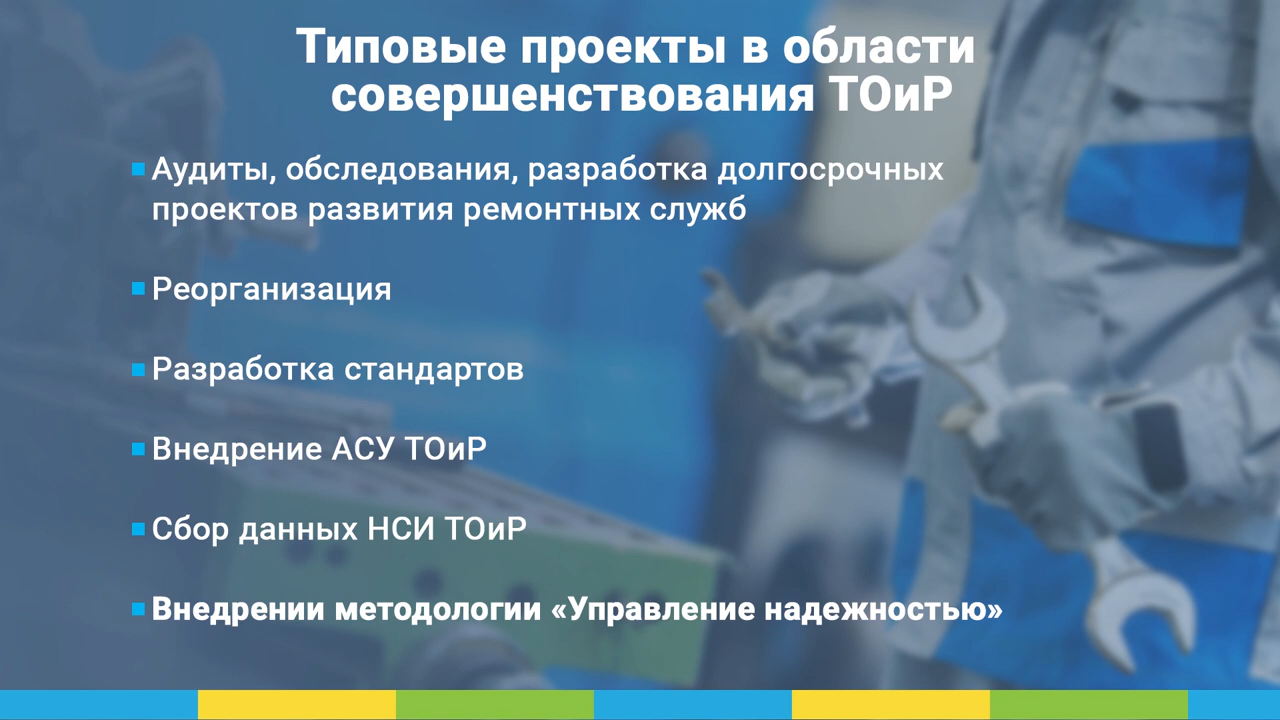 Типовые проекты в области
совершенствования ТОиР
Аудиты, обследования, разработка долгосрочных
проектов развития ремонтных служб
Реорганизация
Разработка стандартов
Внедрение АСУ ТОиР
Сбор данных НСИ ТОиР
Внедрении методологии «Управление надежностью»